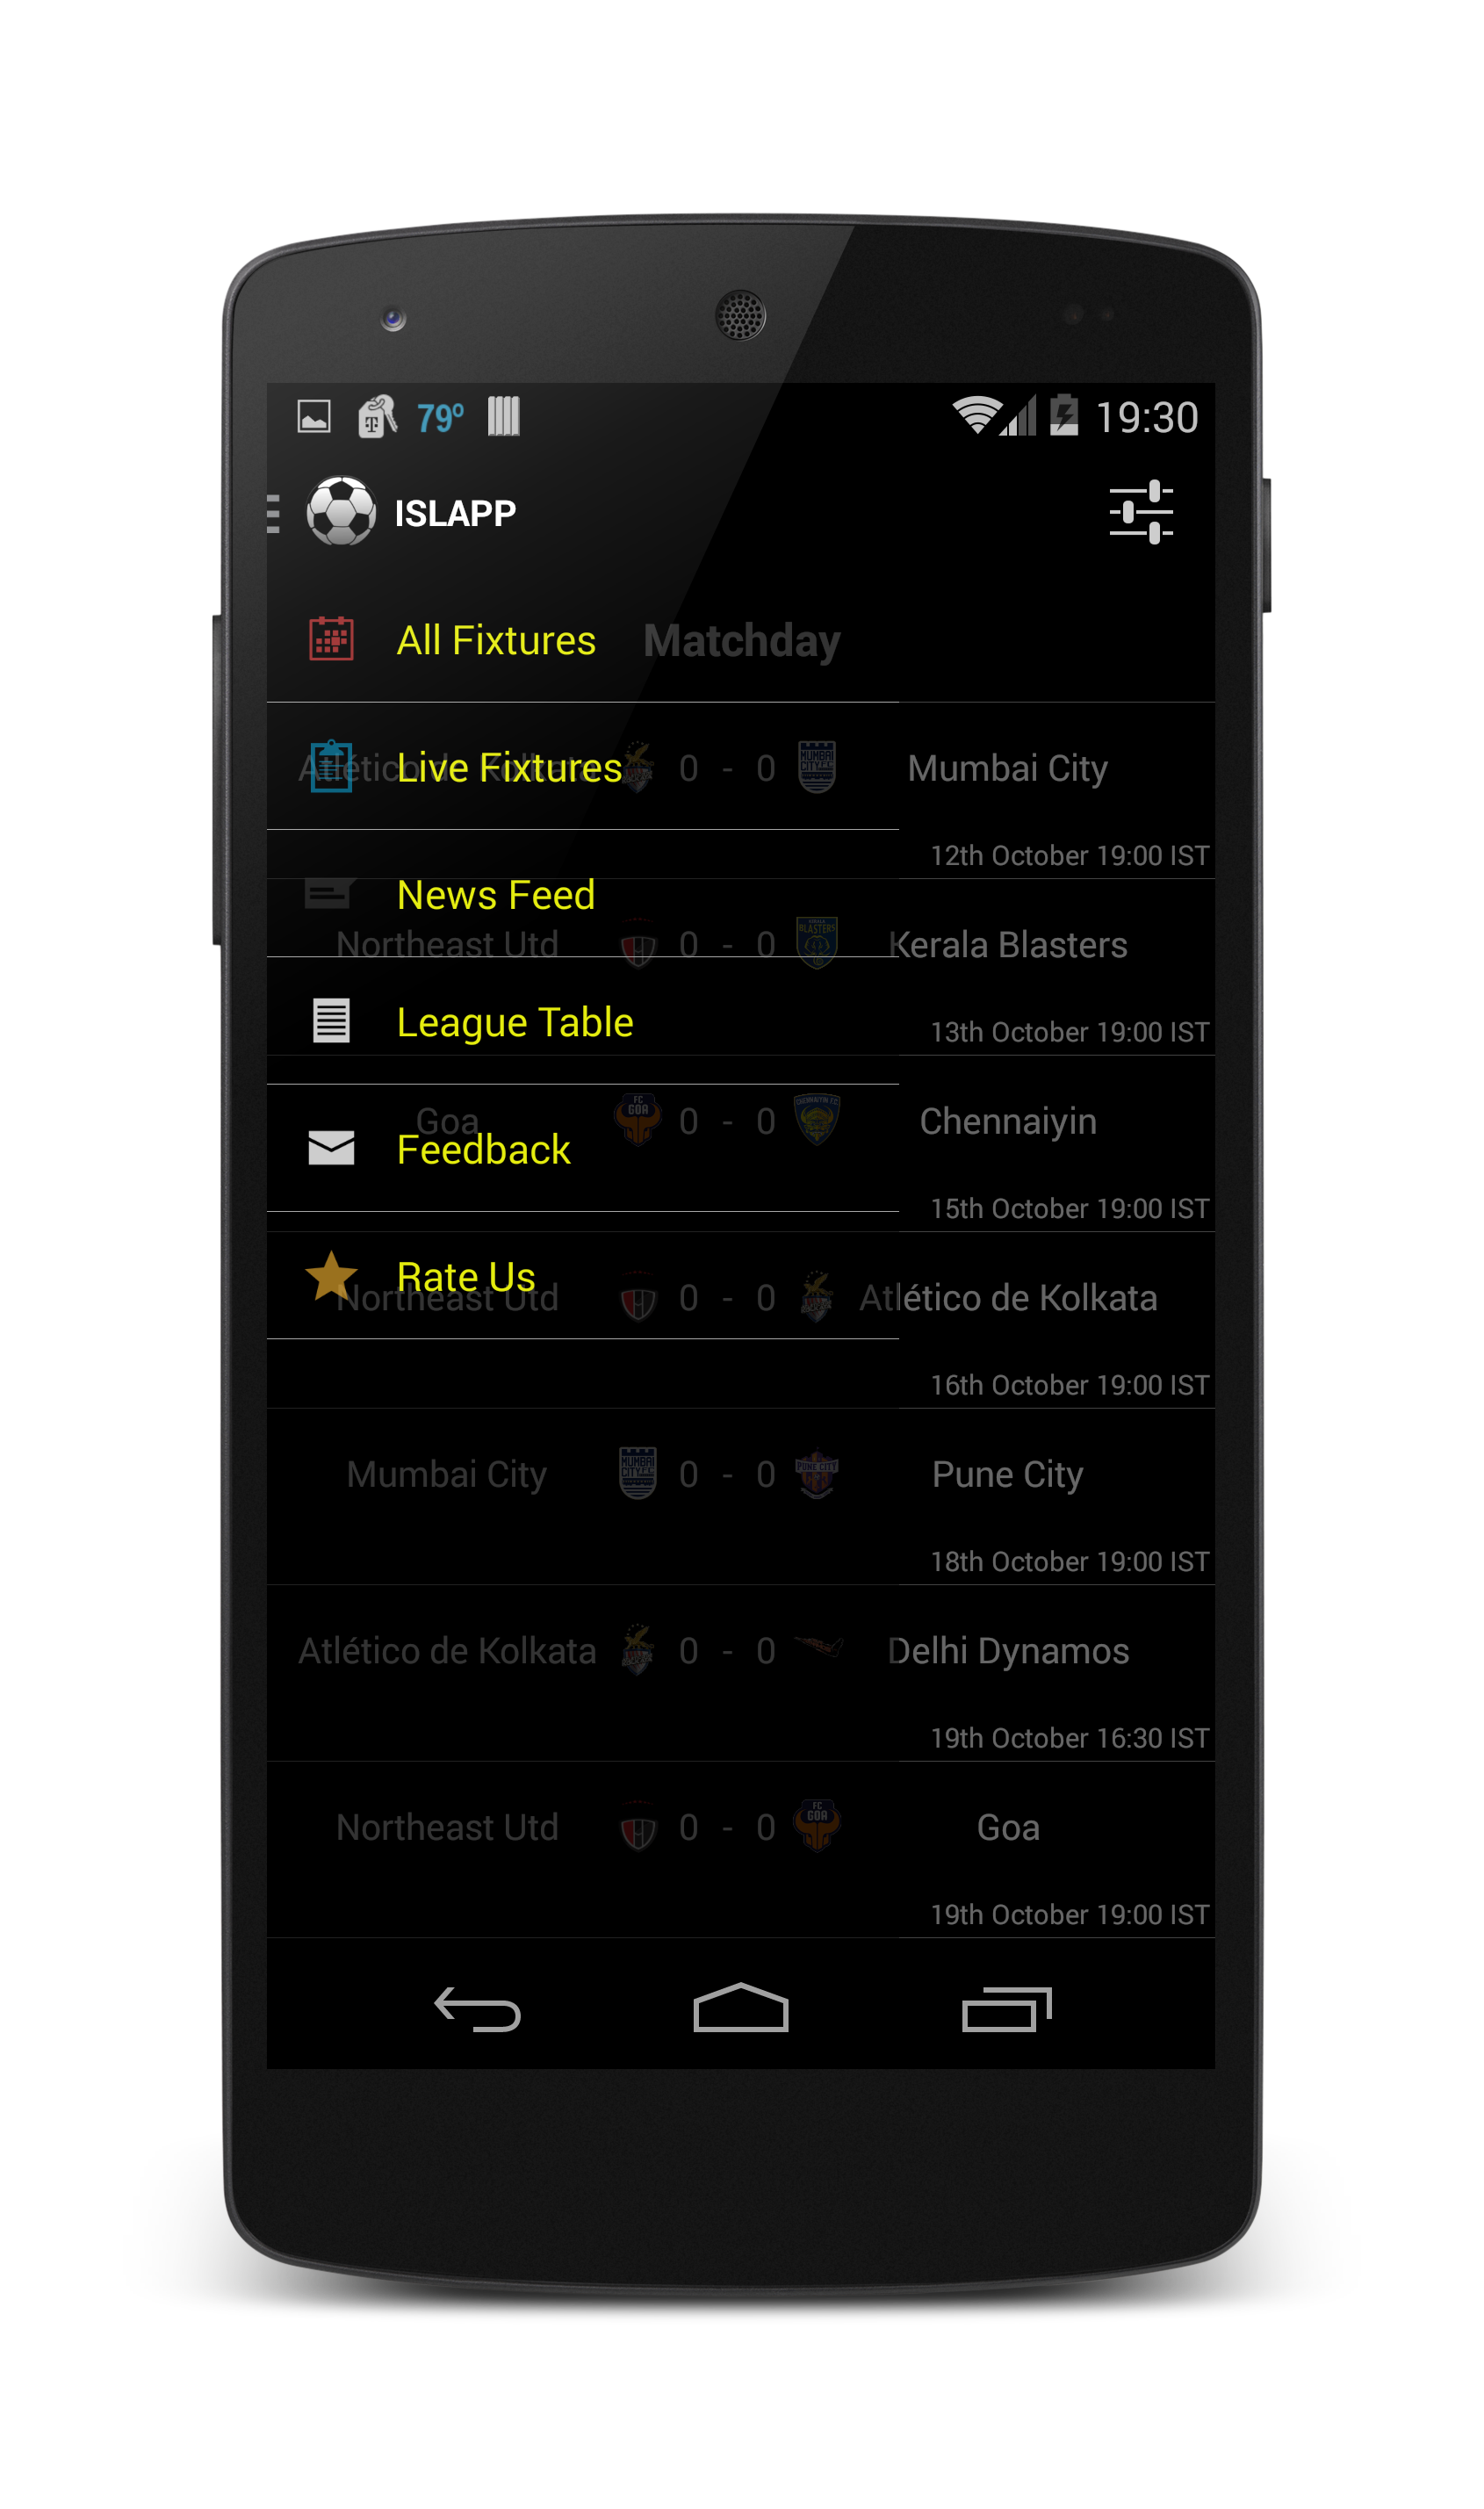 79º 19:30
ISLAPP
All Fixtures Matchday
Live Fixtures
Atlético de Kolkata 0 - 0 Mumbai City
12th October 19:00 IST
News Feed
Northeast Utd 0 - 0 Kerala Blasters
League Table
13th October 19:00 IST
Goa 0 - 0 Chennaiyin
Feedback
15th October 19:00 IST
Rate Us
Northeast Utd 0 - 0 Atlético de Kolkata
16th October 19:00 IST
Mumbai City 0 - 0 Pune City
18th October 19:00 IST
Atlético de Kolkata 0 - 0 Delhi Dynamos
19th October 16:30 IST
Northeast Utd 0 - 0 Goa
19th October 19:00 IST